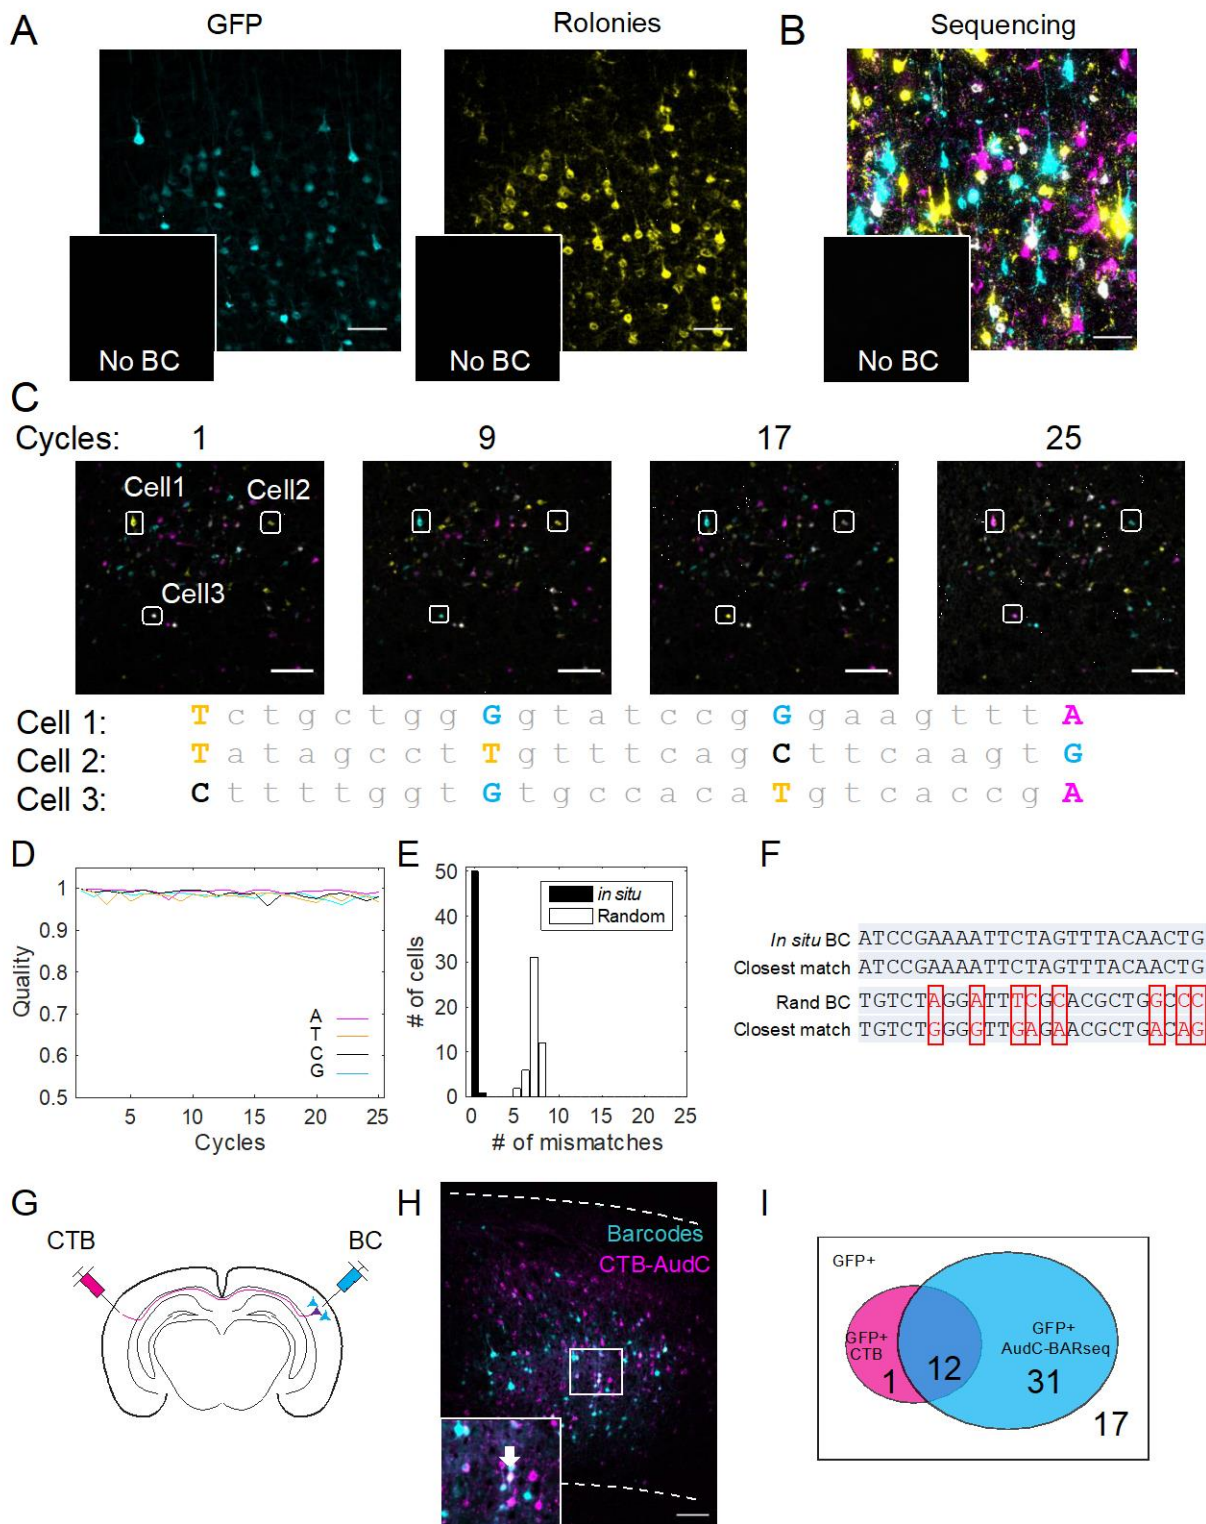 A
GFP
Rolonies
B
Sequencing
No BC
No BC
No BC
C
Cycles: 1 9 17 25
Cell1
Cell2
Cell3
Cell 1: T c t g c t g g G g t a t c c g G g a a g t t t A
Cell 2: T a t a g c c t T g t t t c a g C t t c a a g t G
Cell 3: C t t t t g g t G t g c c a c a T g t c a c c g A
D
Quality
1
0.9
0.8
0.7
0.6
0.5
A
T
C
G
5 10 15 20 25
Cycles
E
# of cells
50
40
30
20
10
0
in situ
Random
0 5 10 15 20 25
# of mismatches
F
In situ BC ATCCGAAAATTCTAGTTTACAACTG
Closest match ATCCGAAAATTCTAGTTTACAACTG
Rand BC TGTCTAGGATTTCGCACGCTGGCCC
Closest match TGTCTGGGGTTGAGAACGCTGACAG
G
CTB
BC
H
Barcodes
CTB-AudC
I
GFP+
GFP+
CTB
1
12
GFP+
AudC-BARseq
31
17